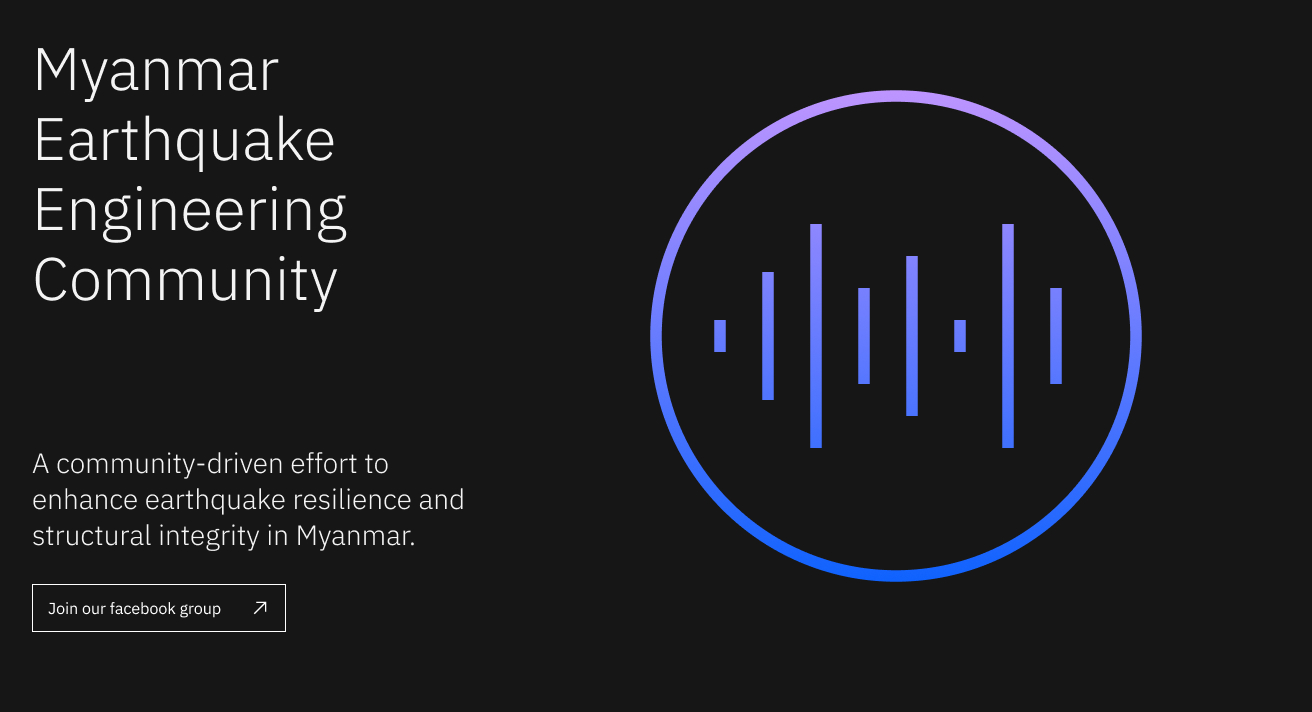 Myanmar
Earthquake
Engineering
Community
A community-driven effort to
enhance earthquake resilience and
structural integrity in Myanmar.
Join our facebook group